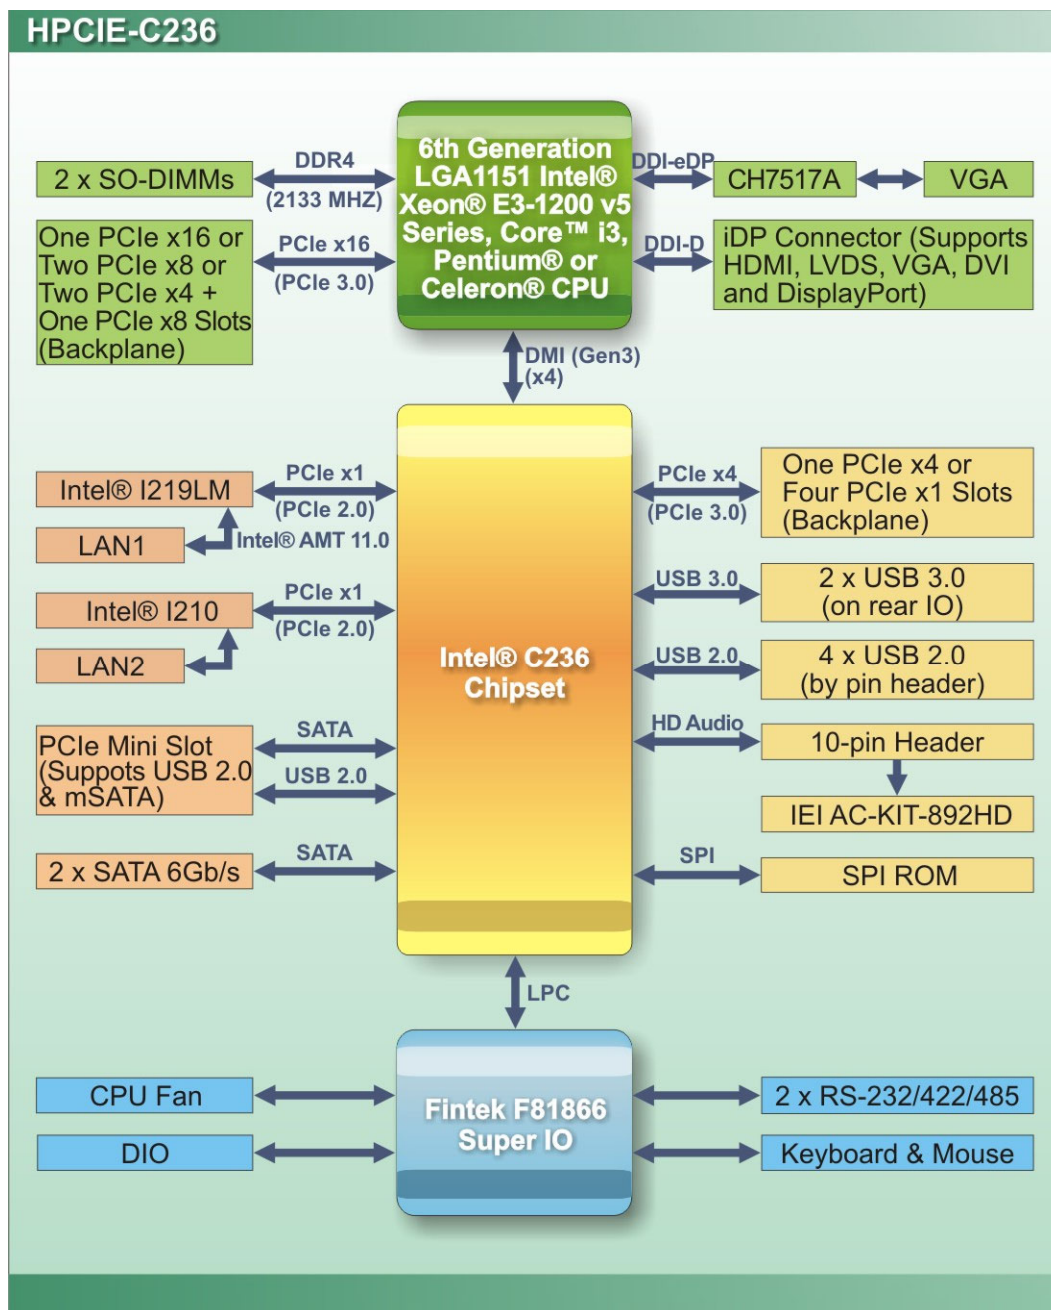 HPCIE-C236
2 x SO-DIMMs
DDR4
(2133 MHZ)
6th Generation
LGA1151 Intel®
Xeon® E3-1200 v5
Series, Core™ i3,
Pentium® or
Celeron® CPU
DDI-eDP
CH7517A
VGA
One PCIe x16 or
Two PCIe x8 or
Two PCIe x4 +
One PCIe x8 Slots
(Backplane)
PCIe x16
(PCIe 3.0)
DDI-D
iDP Connector (Supports
HDMI, LVDS, VGA, DVI
and DisplayPort)
DMI (Gen3)
(x4)
Intel® I219LM
PCIe x1
(PCIe 2.0)
LAN1
Intel® AMT 11.0
Intel® I210
PCIe x1
(PCIe 2.0)
LAN2
PCIe Mini Slot
(Suppots USB 2.0
& mSATA)
SATA
USB 2.0
2 x SATA 6Gb/s
SATA
Intel® C236
Chipset
PCIe x4
(PCIe 3.0)
One PCIe x4 or
Four PCIe x1 Slots
(Backplane)
USB 3.0
2 x USB 3.0
(on rear IO)
USB 2.0
4 x USB 2.0
(by pin header)
HD Audio
10-pin Header
IEI AC-KIT-892HD
SPI
SPI ROM
LPC
CPU Fan
DIO
Fintek F81866
Super IO
2 x RS-232/422/485
Keyboard & Mouse